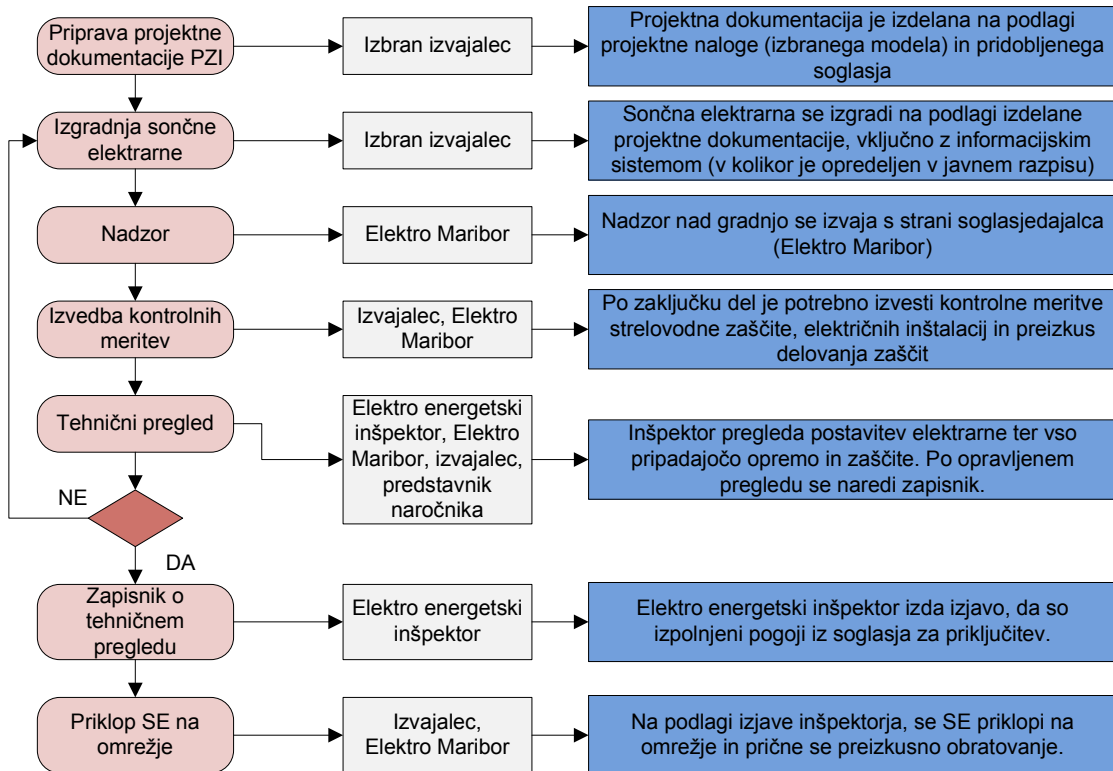 Priprava projektne
dokumentacije PZI
Izbran izvajalec
Projektna dokumentacija je izdelana na podlagi
projektne naloge (izbranega modela) in pridobljenega
soglasja
Izgradnja sončne
elektrarne
Izbran izvajalec
Sončna elektrarna se izgradi na podlagi izdelane
projektne dokumentacije, vključno z informacijskim
sistemom (v kolikor je opredeljen v javnem razpisu)
Nadzor
Elektro Maribor
Nadzor nad gradnjo se izvaja s strani soglasjedajalca
(Elektro Maribor)
Izvedba kontrolnih
meritev
Izvajalec, Elektro
Maribor
Po zaključku del je potrebno izvesti kontrolne meritve
strelovodne zaščite, električnih inštalacij in preizkus
delovanja zaščit
Tehnični pregled
Elektro energetski
inšpektor, Elektro
Maribor, izvajalec,
predstavnik
naročnika
Inšpektor pregleda postavitev elektrarne ter vso
pripadajočo opremo in zaščite. Po opravljenem
pregledu se naredi zapisnik.
NE
DA
Zapisnik o
tehničnem
pregledu
Elektro energetski
inšpektor
Elektro energetski inšpektor izda izjavo, da so
izpolnjeni pogoji iz soglasja za priključitev.
Priklop SE na
omrežje
Izvajalec,
Elektro Maribor
Na podlagi izjave inšpektorja, se SE priklopi na
omrežje in prične se preizkusno obratovanje.